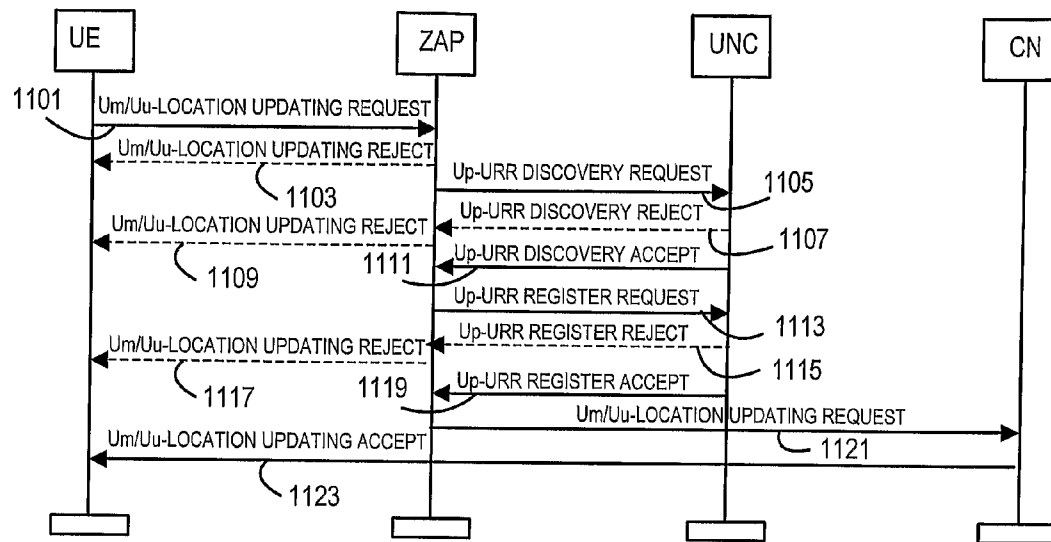 UE
ZAP
UNC
CN
1101
Um/Uu-LOCATION UPDATING REQUEST
Um/Uu-LOCATION UPDATING REJECT
1103
Up-URR DISCOVERY REQUEST
1105
Up-URR DISCOVERY REJECT
1107
Um/Uu-LOCATION UPDATING REJECT
1109
1111
Up-URR DISCOVERY ACCEPT
Up-URR REGISTER REQUEST
1113
Up-URR REGISTER REJECT
1115
Um/Uu-LOCATION UPDATING REJECT
1117
1119
Up-URR REGISTER ACCEPT
Um/Uu-LOCATION UPDATING REQUEST
1121
Um/Uu-LOCATION UPDATING ACCEPT
1123